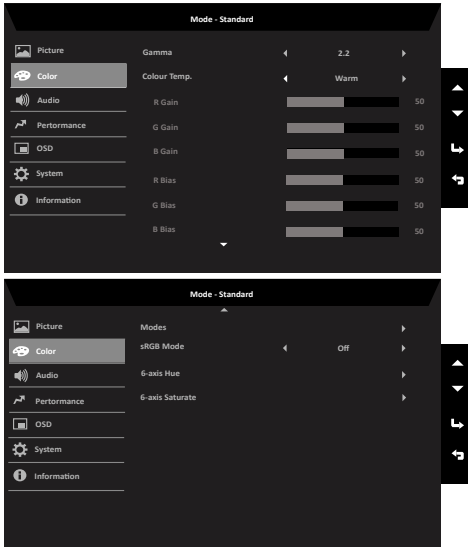 Mode - Standard
Picture
Gamma 2.2
Color
Colour Temp. Warm
Audio
R Gain 50
Pertormance
G Gain 50
OSD
B Gain 50
System
R Bias 50
Information
G Bias 50
B Bias 50
Mode - Standard
Picture
Modes
Color
sRGB Mode Off
Audio
6-axis Hue
Pertormance
6-axis Saturate
OSD
System
Information